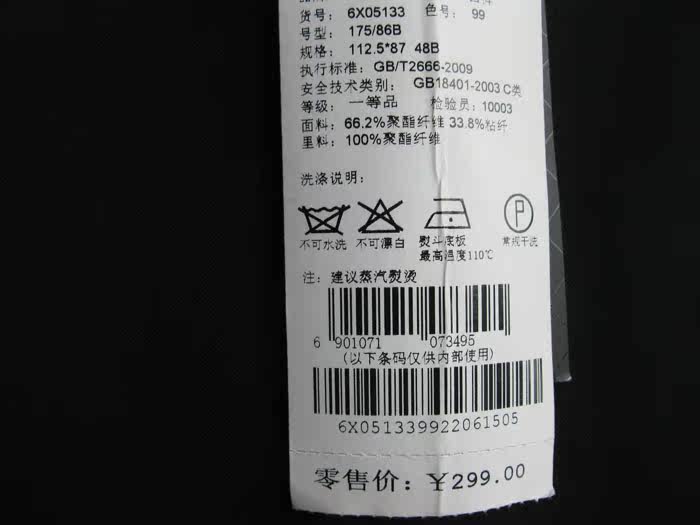 货号: 6X05133 色号: 99
号型: 175/86B
规格: 112.5*87 48B
执行标准: GB/T2666-2009
安全技术类别: GB18401-2003 C类
等级: 一等品 检验员: 10003
面料: 66.2%聚酯纤维 33.8%粘纤
里料: 100%聚酯纤维
洗涤说明:
P
不可水洗 不可漂白 熨斗底板 常规干洗
最高温度110℃
注: 建议蒸汽熨烫
6 901071 073495
(以下条码仅供内部使用)
6X051339922061505
零售价: ¥299.00